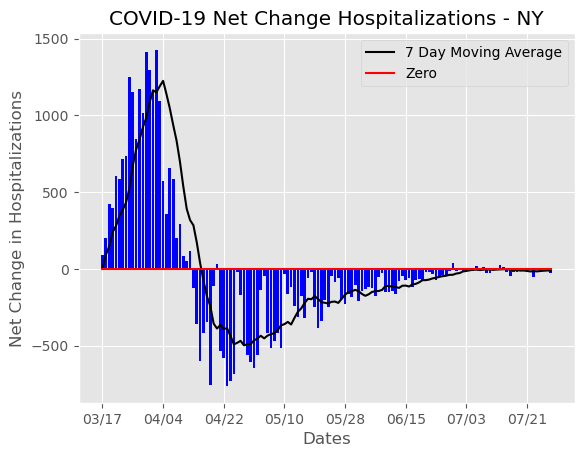 COVID-19 Net Change Hospitalizations - NY
7 Day Moving Average
Zero
Net Change in Hospitalizations
1500
1000
500
0
−500
03/17 04/04 04/22 05/10 05/28 06/15 07/03 07/21
Dates